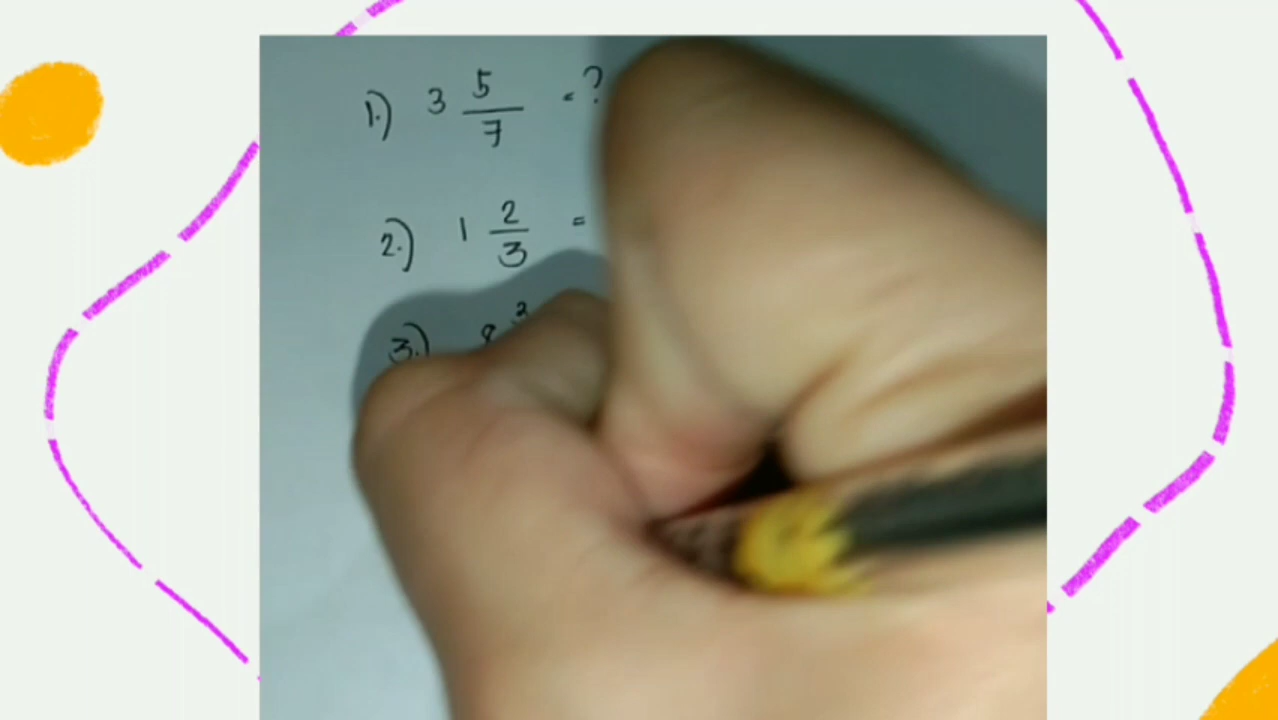 1.) 3 5/7 = ?
2.) 1 2/3 =
3.) 8